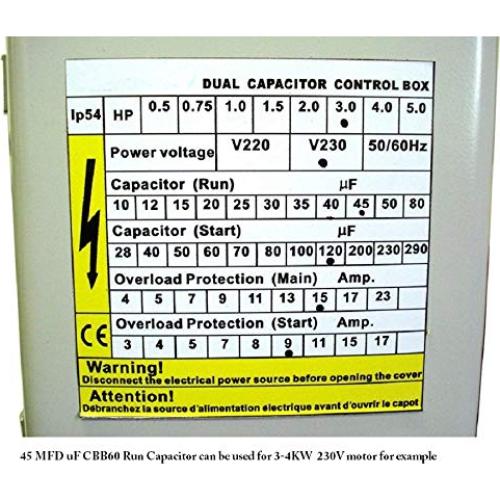 DUAL CAPACITOR CONTROL BOX
Ip54 HP 0.5 0.75 1.0 1.5 2.0 3.0 4.0 5.0
Power voltage V220 V230 50/60Hz
Capacitor (Run) µF
10 12 15 20 25 30 35 40 45 50 80
Capacitor (Start) µF
28 40 50 60 70 80 100 120 200 230 290
Overload Protection (Main) Amp.
4 5 7 9 11 13 15 17 23
CE Overload Protection (Start) Amp.
3 4 5 7 8 9 11 15 17
Warning!
Disconnect the electrical power source before opening the cover
Attention!
Débranchez la source d'alimentation électrique avant d'ouvrir le capot
45 MFD uF CBB60 Run Capacitor can be used for 3-4KW 230V motor for example